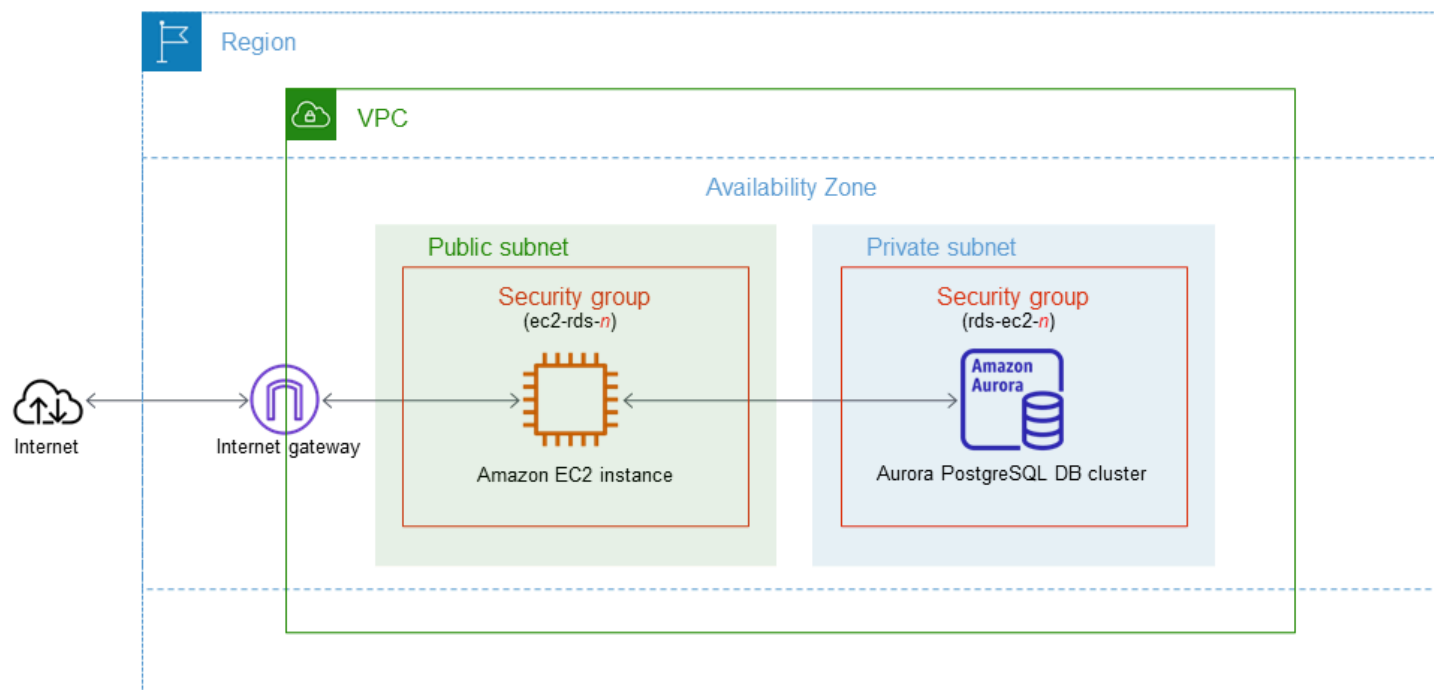 Region
VPC
Availability Zone
Public subnet
Private subnet
Security group
(ec2-rds-n)
Security group
(rds-ec2-n)
Amazon
Aurora
Internet
Internet gateway
Amazon EC2 instance
Aurora PostgreSQL DB cluster